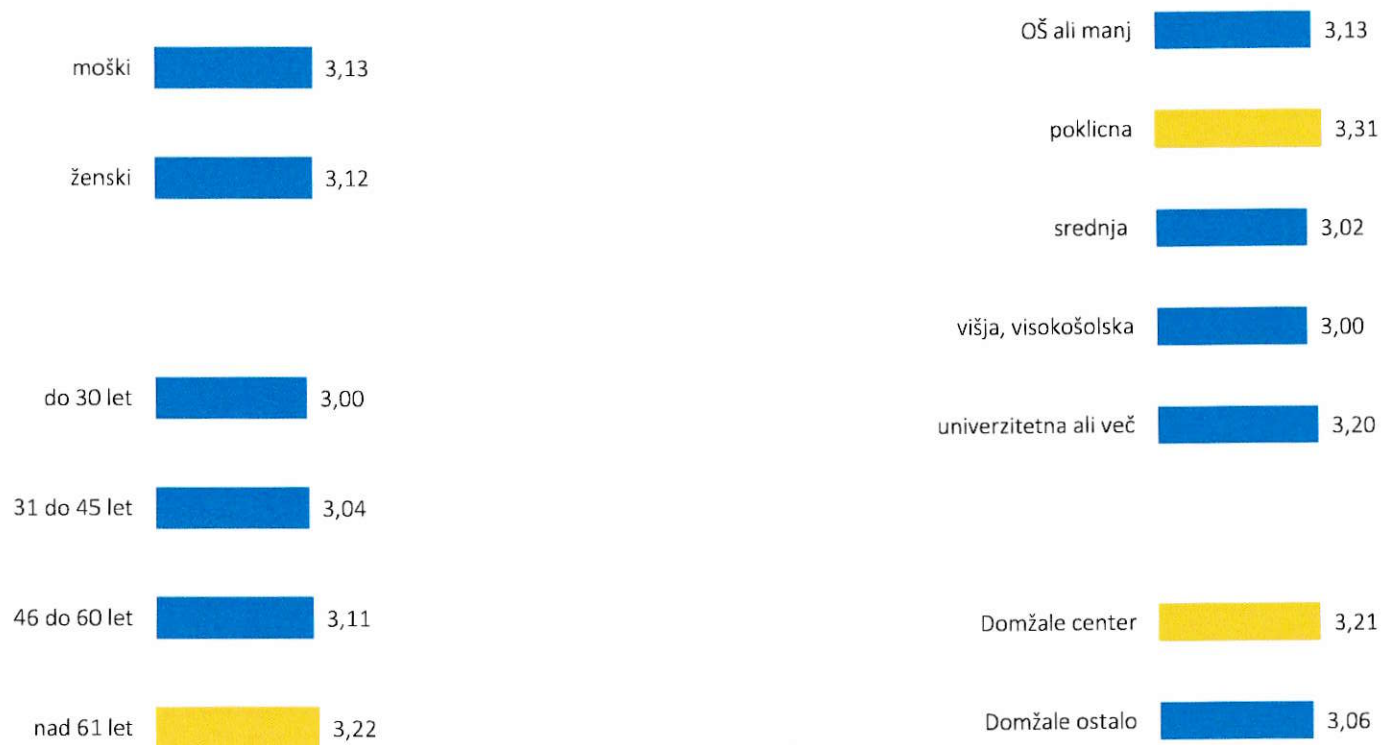 moški 3,13
ženski 3,12
do 30 let 3,00
31 do 45 let 3,04
46 do 60 let 3,11
nad 61 let 3,22
OŠ ali manj 3,13
poklicna 3,31
srednja 3,02
višja, visokošolska 3,00
univerzitetna ali več 3,20
Domžale center 3,21
Domžale ostalo 3,06